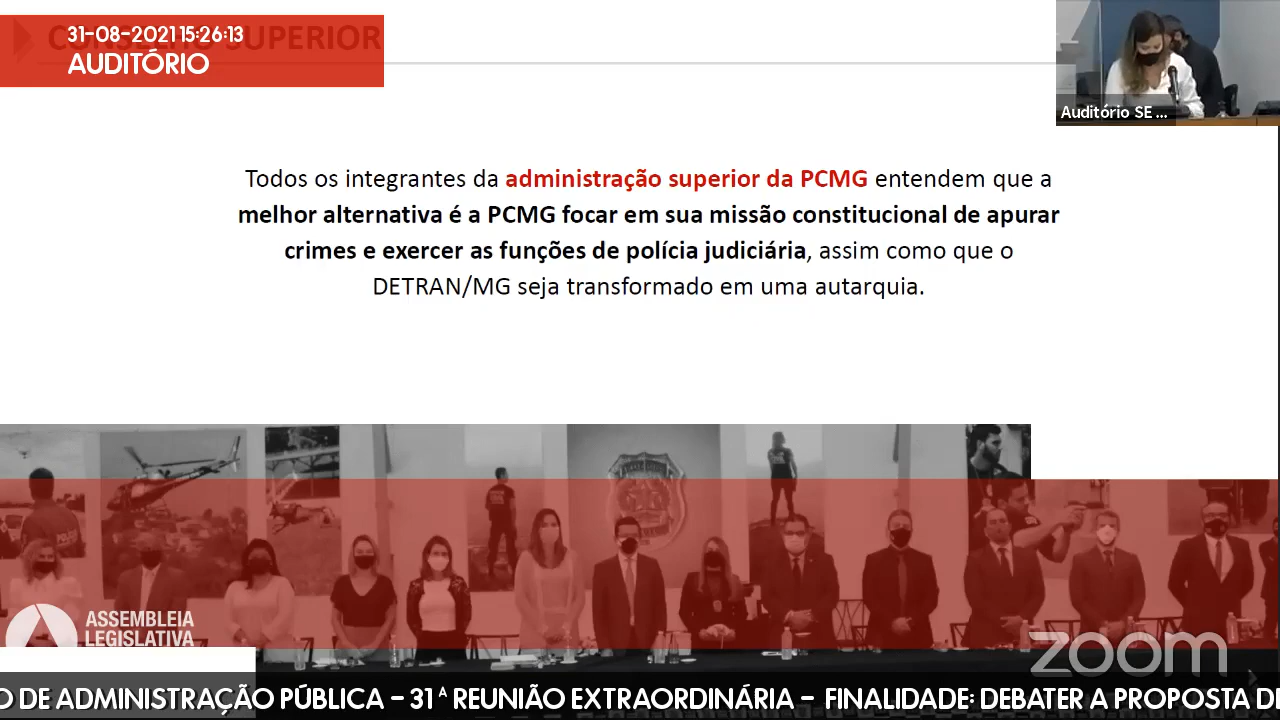 CONSELHO SUPERIOR
31-08-2021 15:26:13
AUDITÓRIO
Auditório SE ...
Todos os integrantes da administração superior da PCMG entendem que a
melhor alternativa é a PCMG focar em sua missão constitucional de apurar
crimes e exercer as funções de polícia judiciária, assim como que o
DETRAN/MG seja transformado em uma autarquia.
ASSEMBLEIA
LEGISLATIVA
zoom
O DE ADMINISTRAÇÃO PÚBLICA - 31ª REUNIÃO EXTRAORDINÁRIA - FINALIDADE: DEBATER A PROPOSTA D